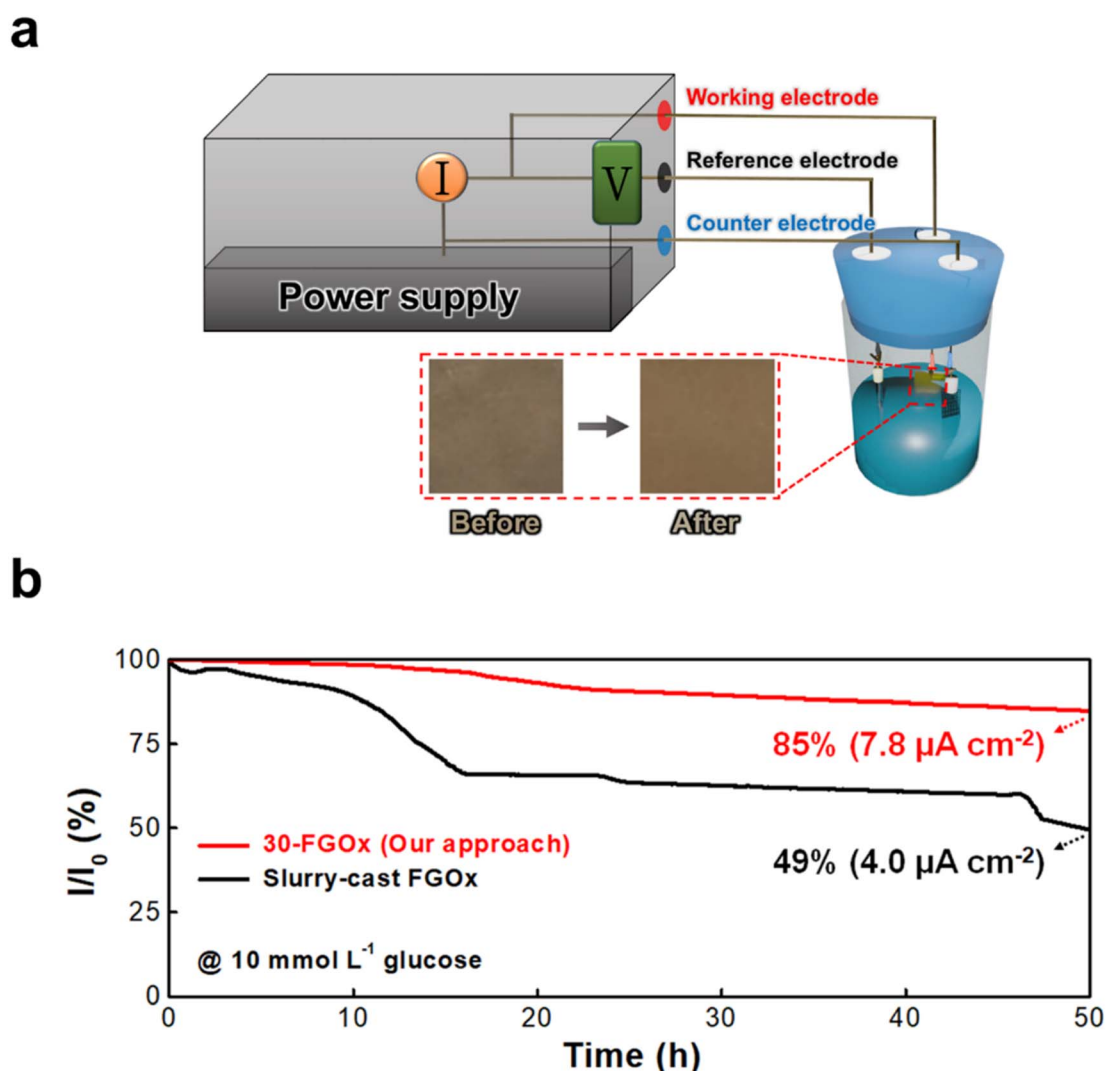 a
Working electrode
I
V
Reference electrode
Counter electrode
Power supply
Before
After
b
100
75
50
25
0
I/I₀ (%)
85% (7.8 µA cm⁻²)
30-FGOx (Our approach)
Slurry-cast FGOx
49% (4.0 µA cm⁻²)
@ 10 mmol L⁻¹ glucose
0
10
20
30
40
50
Time (h)